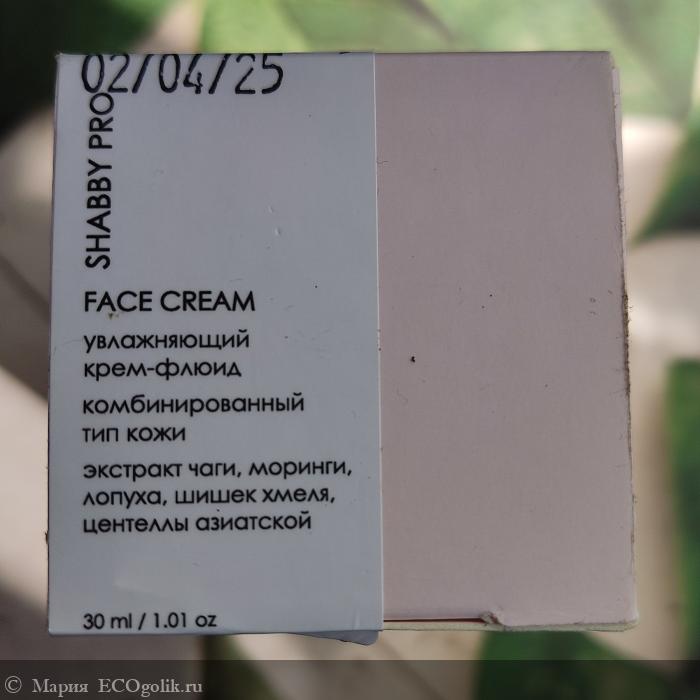 02/04/25
SHABBY PRO
FACE CREAM
увлажняющий
крем-флюид
комбинированный
тип кожи
экстракт чаги, моринги,
лопуха, шишек хмеля,
центеллы азиатской
30 ml / 1.01 oz
© Мария ECOgolik.ru